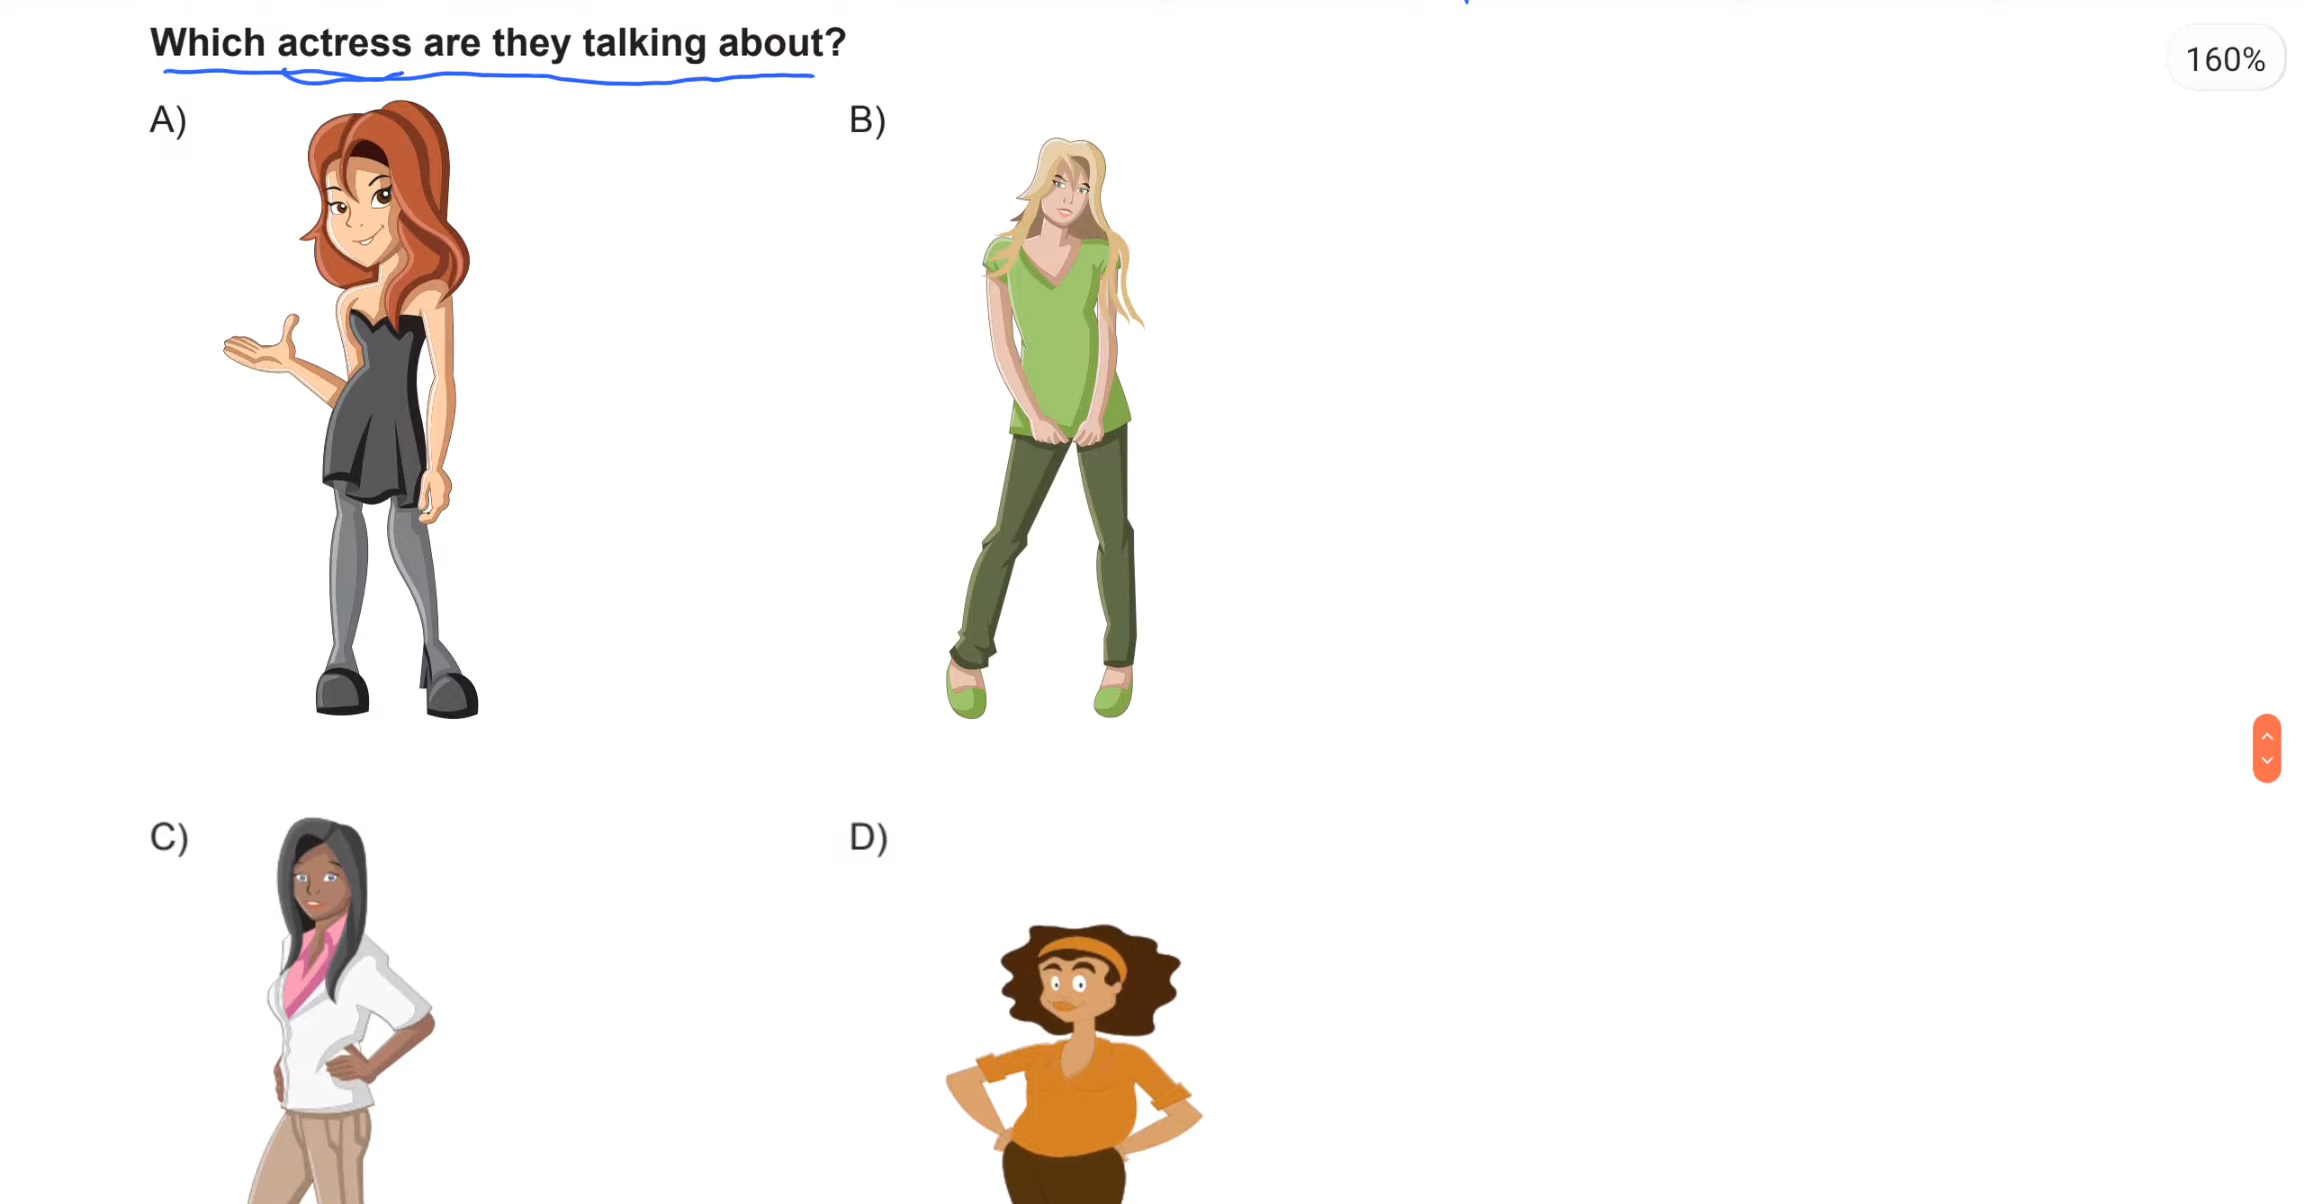 Which actress are they talking about?
160%
A)
B)
C)
D)